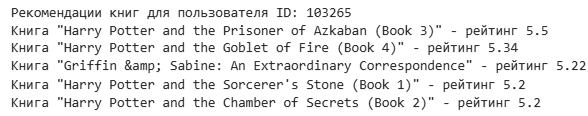 Рекомендации книг для пользователя ID: 103265
Книга "Harry Potter and the Prisoner of Azkaban (Book 3)" - рейтинг 5.5
Книга "Harry Potter and the Goblet of Fire (Book 4)" - рейтинг 5.34
Книга "Griffin &amp; Sabine: An Extraordinary Correspondence" - рейтинг 5.22
Книга "Harry Potter and the Sorcerer's Stone (Book 1)" - рейтинг 5.2
Книга "Harry Potter and the Chamber of Secrets (Book 2)" - рейтинг 5.2